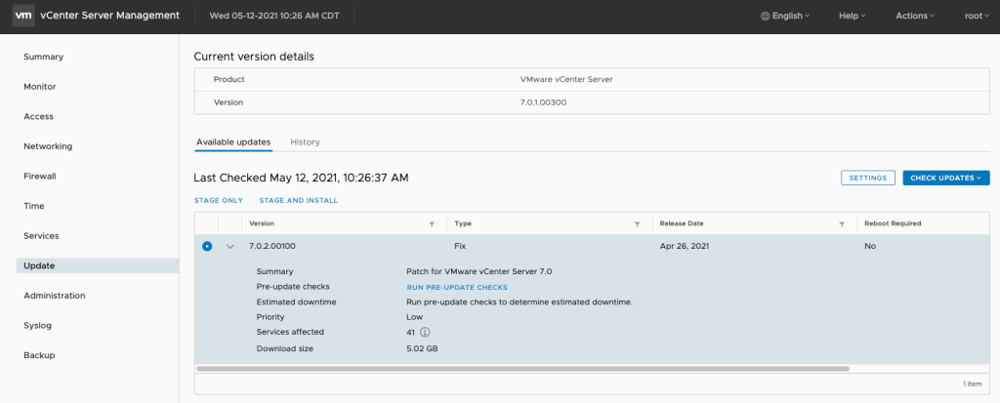 vm vCenter Server Management Wed 05-12-2021 10:26 AM CDT English Help Actions root
Summary
Monitor
Access
Networking
Firewall
Time
Services
Update
Administration
Syslog
Backup
Current version details
Product VMware vCenter Server
Version 7.0.1.00300
Available updates History
Last Checked May 12, 2021, 10:26:37 AM SETTINGS CHECK UPDATES
STAGE ONLY STAGE AND INSTALL
Version Type Release Date Reboot Required
7.0.2.00100 Fix Apr 26, 2021 No
Summary Patch for VMware vCenter Server 7.0
Pre-update checks RUN PRE-UPDATE CHECKS
Estimated downtime Run pre-update checks to determine estimated downtime.
Priority Low
Services affected 41
Download size 5.02 GB
1 item